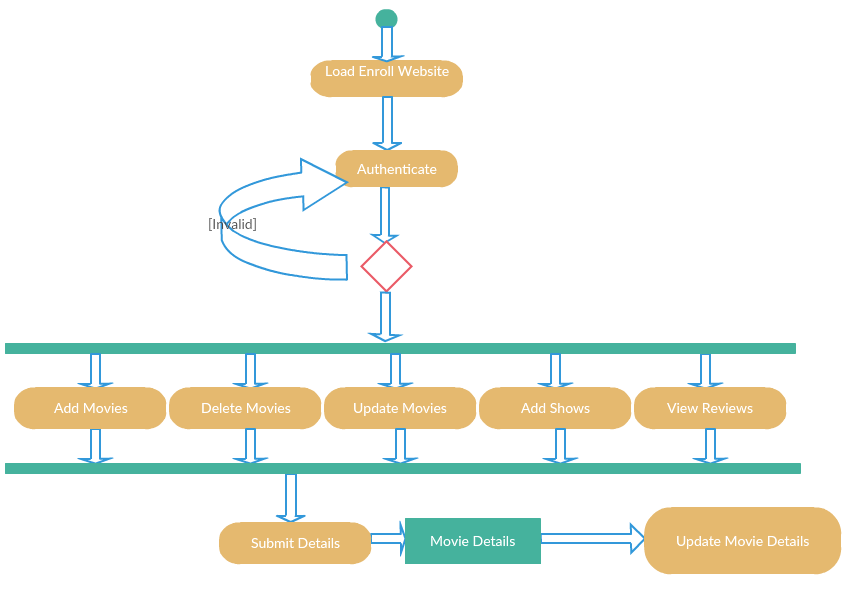 Load Enroll Website
Authenticate
[Invalid]
Add Movies
Delete Movies
Update Movies
Add Shows
View Reviews
Submit Details
Movie Details
Update Movie Details